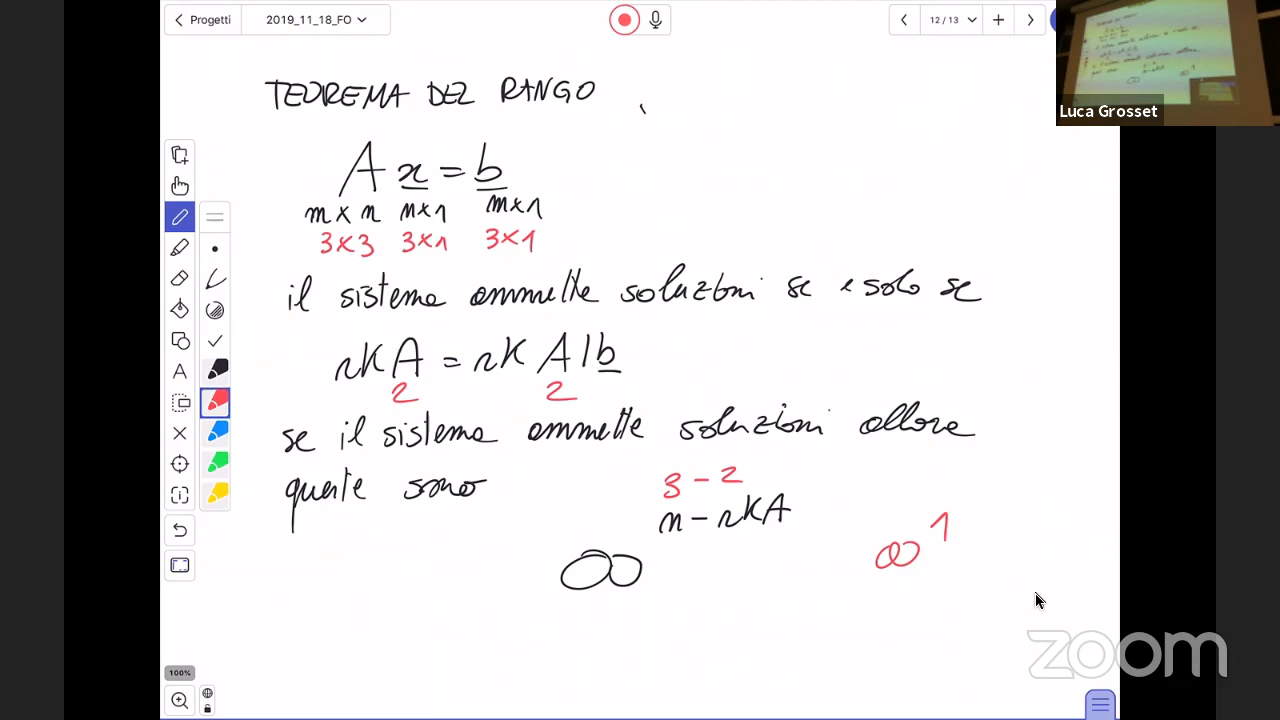 Progetti
2019_11_18_FO
12 / 13
Luca Grosset
TEOREMA DEL RANGO
A x = b
m x n n x 1 m x 1
3 x 3 3 x 1 3 x 1
il sistema ammette soluzioni se e solo se
rK A = rK A | b
2 2
se il sistema ammette soluzioni allora
queste sono
3 - 2
n - rK A
∞
∞ 1
100%
zoom